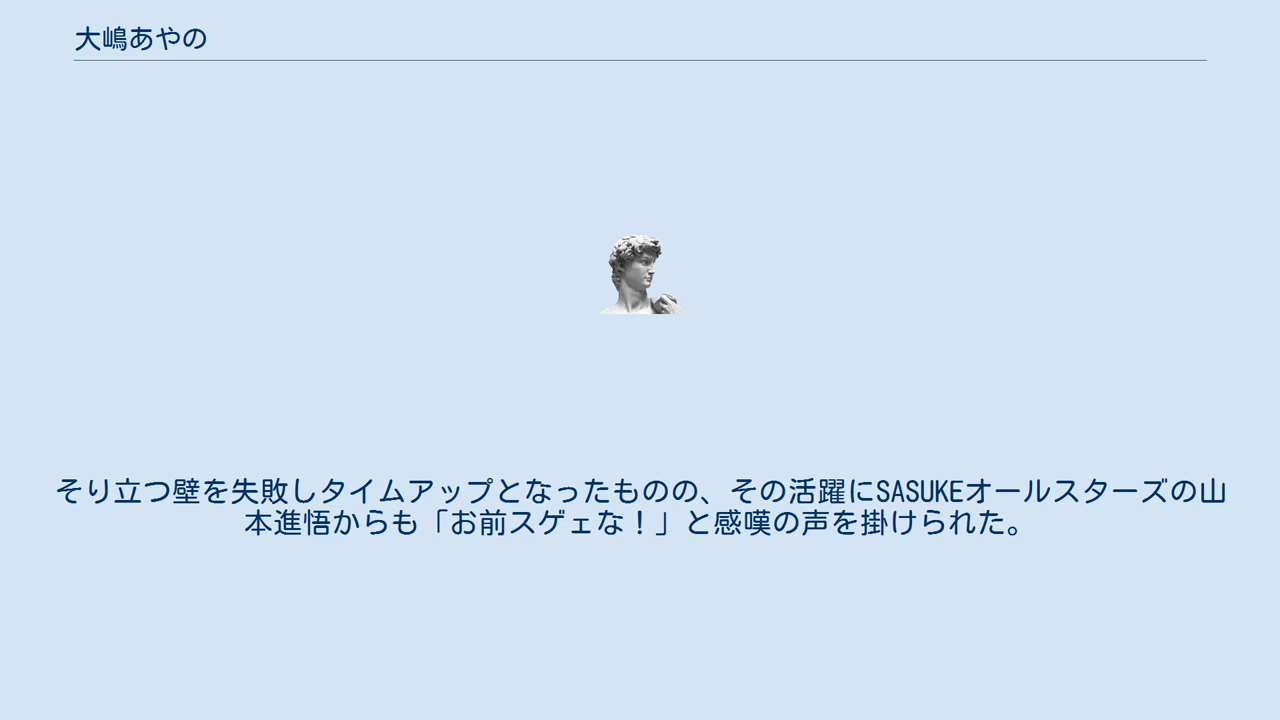 大嶋あやの
そり立つ壁を失敗しタイムアップとなったものの、その活躍にSASUKEオールスターズの山
本進悟からも「お前スゲェな！」と感嘆の声を掛けられた。